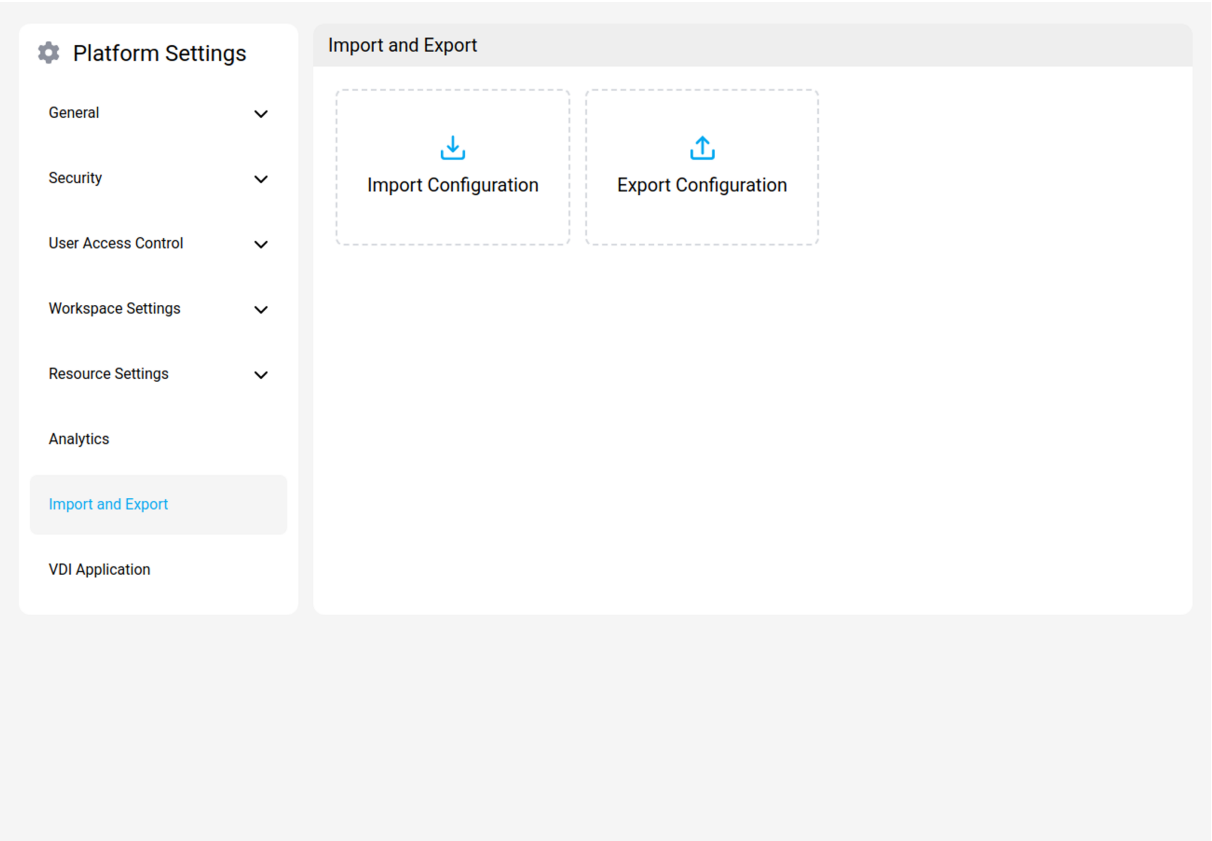 Platform Settings
General
Security
User Access Control
Workspace Settings
Resource Settings
Analytics
Import and Export
VDI Application
Import and Export
Import Configuration
Export Configuration